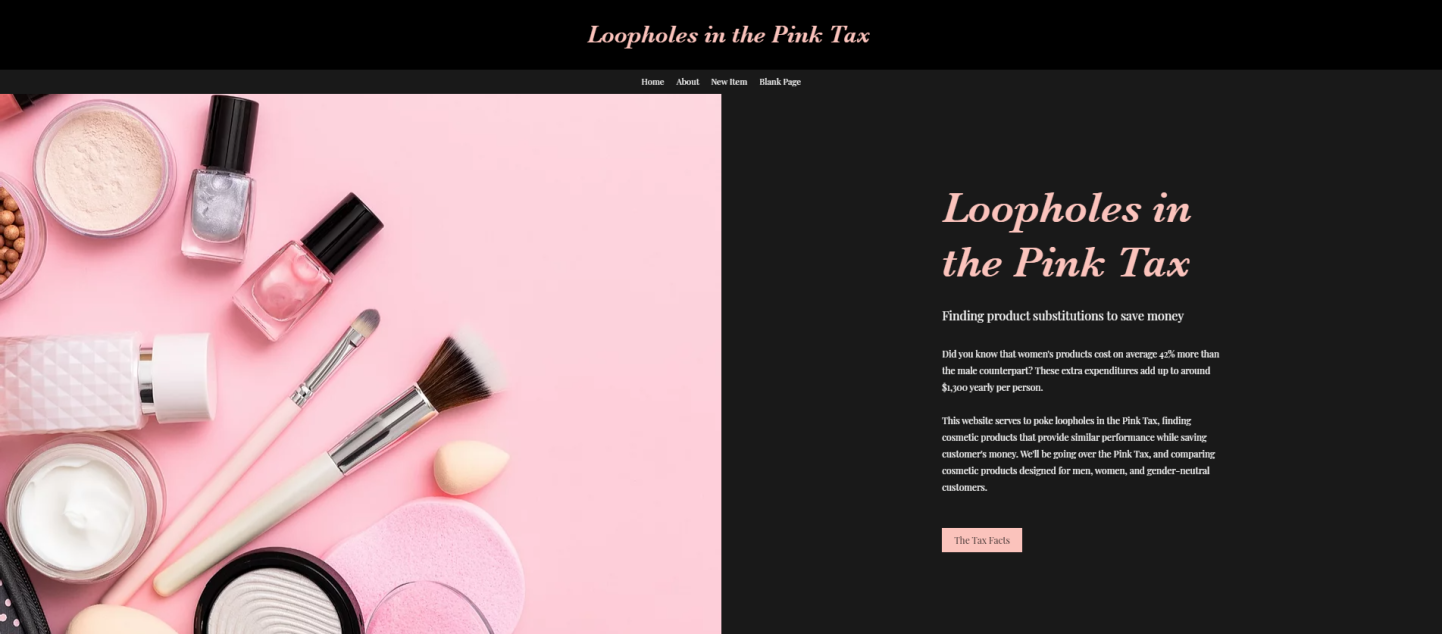 Loopholes in the Pink Tax
Home About New Item Blank Page
Loopholes in
the Pink Tax
Finding product substitutions to save money
Did you know that women's products cost on average 42% more than
the male counterpart? These extra expenditures add up to around
$1,300 yearly per person.
This website serves to poke loopholes in the Pink Tax, finding
cosmetic products that provide similar performance while saving
customer's money. We'll be going over the Pink Tax, and comparing
cosmetic products designed for men, women, and gender-neutral
customers.
The Tax Facts